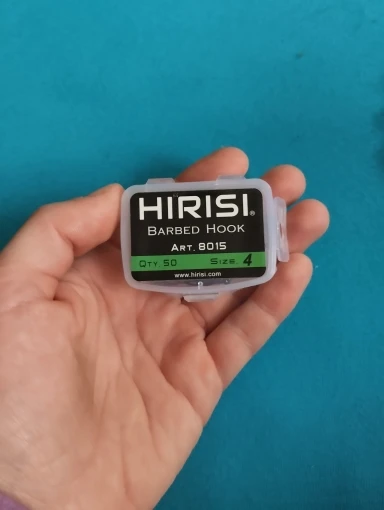 HIRISI®
BARBED HOOK
ART. 8015
QTY. 50 SIZE. 4
www.hirisi.com